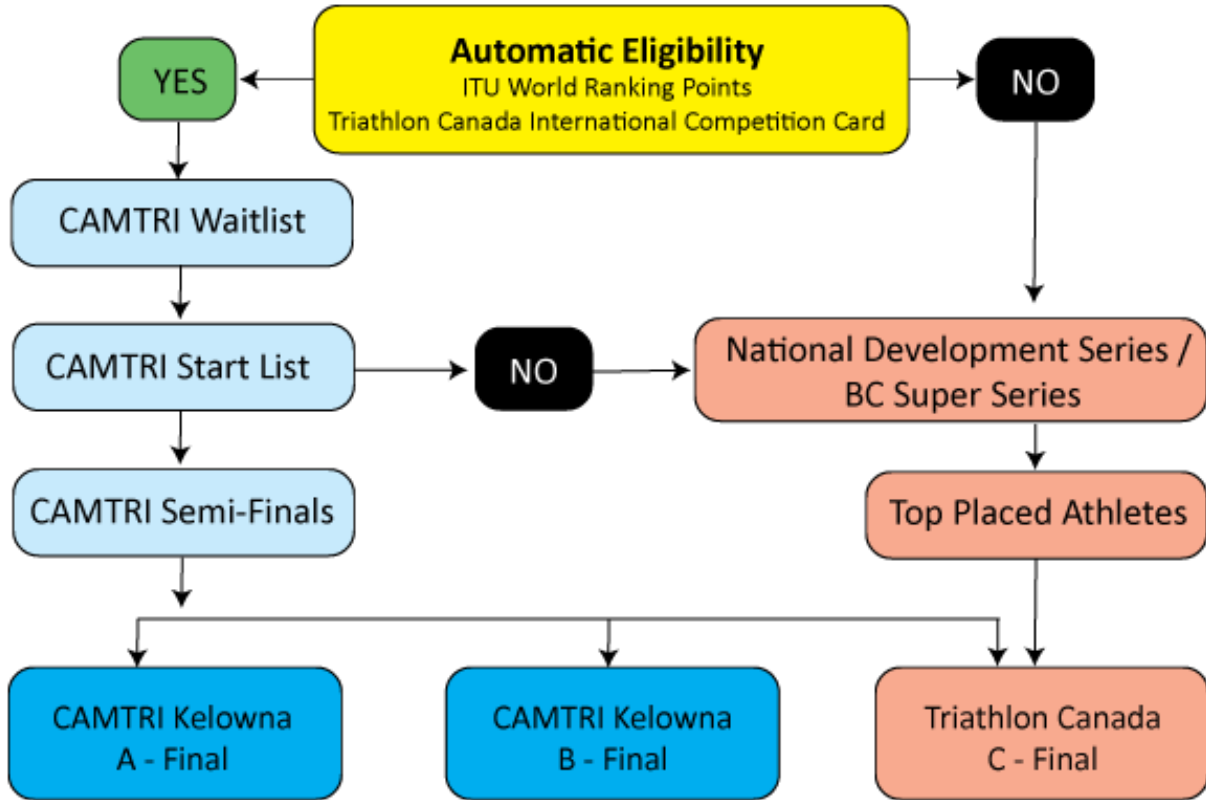 Automatic Eligibility
ITU World Ranking Points
Triathlon Canada International Competition Card
YES
NO
CAMTRI Waitlist
CAMTRI Start List
NO
National Development Series /
BC Super Series
CAMTRI Semi-Finals
Top Placed Athletes
CAMTRI Kelowna
A - Final
CAMTRI Kelowna
B - Final
Triathlon Canada
C - Final